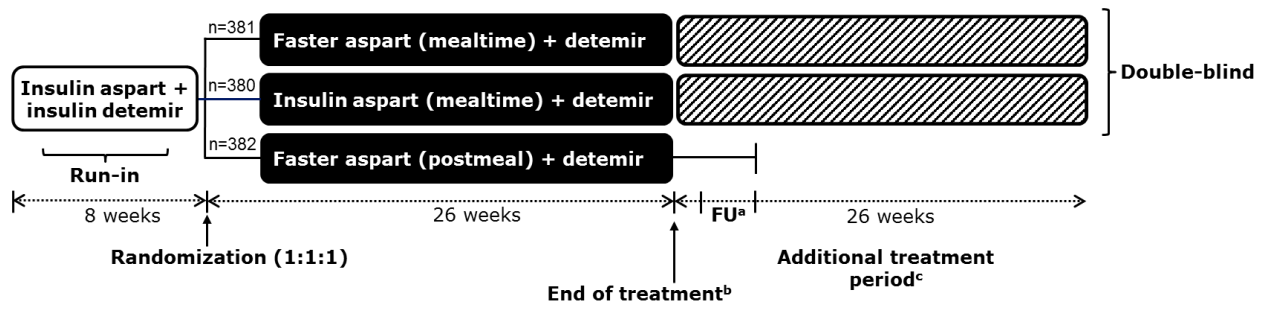 n=381
Faster aspart (mealtime) + detemir
Double-blind
Insulin aspart +
insulin detemir
n=380
Insulin aspart (mealtime) + detemir
n=382
Faster aspart (postmeal) + detemir
Run-in
8 weeks
26 weeks
FUᵃ
26 weeks
Randomization (1:1:1)
End of treatmentᵇ
Additional treatment
periodᶜ